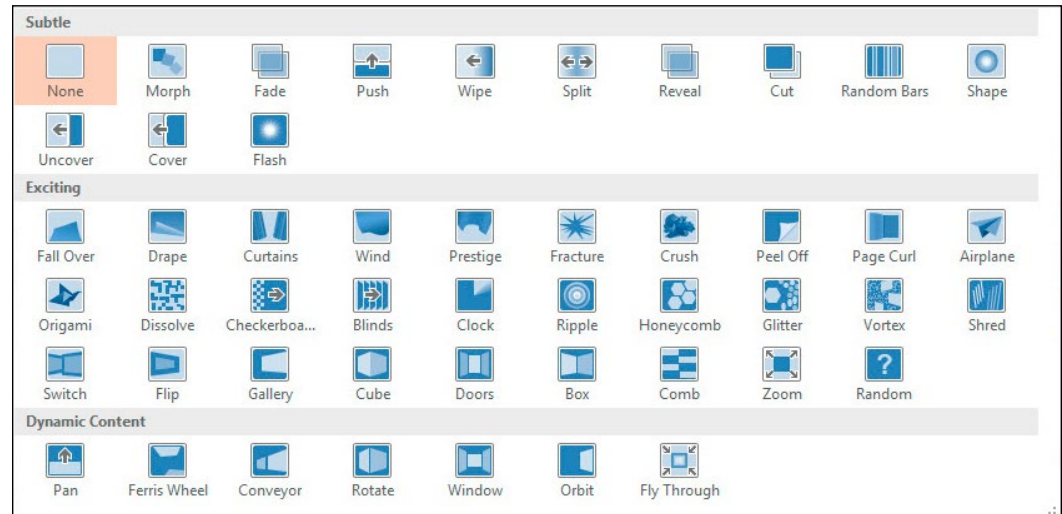 Subtle
None Morph Fade Push Wipe Split Reveal Cut Random Bars Shape
Uncover Cover Flash
Exciting
Fall Over Drape Curtains Wind Prestige Fracture Crush Peel Off Page Curl Airplane
Origami Dissolve Checkerboa... Blinds Clock Ripple Honeycomb Glitter Vortex Shred
Switch Flip Gallery Cube Doors Box Comb Zoom ? Random
Dynamic Content
Pan Ferris Wheel Conveyor Rotate Window Orbit Fly Through